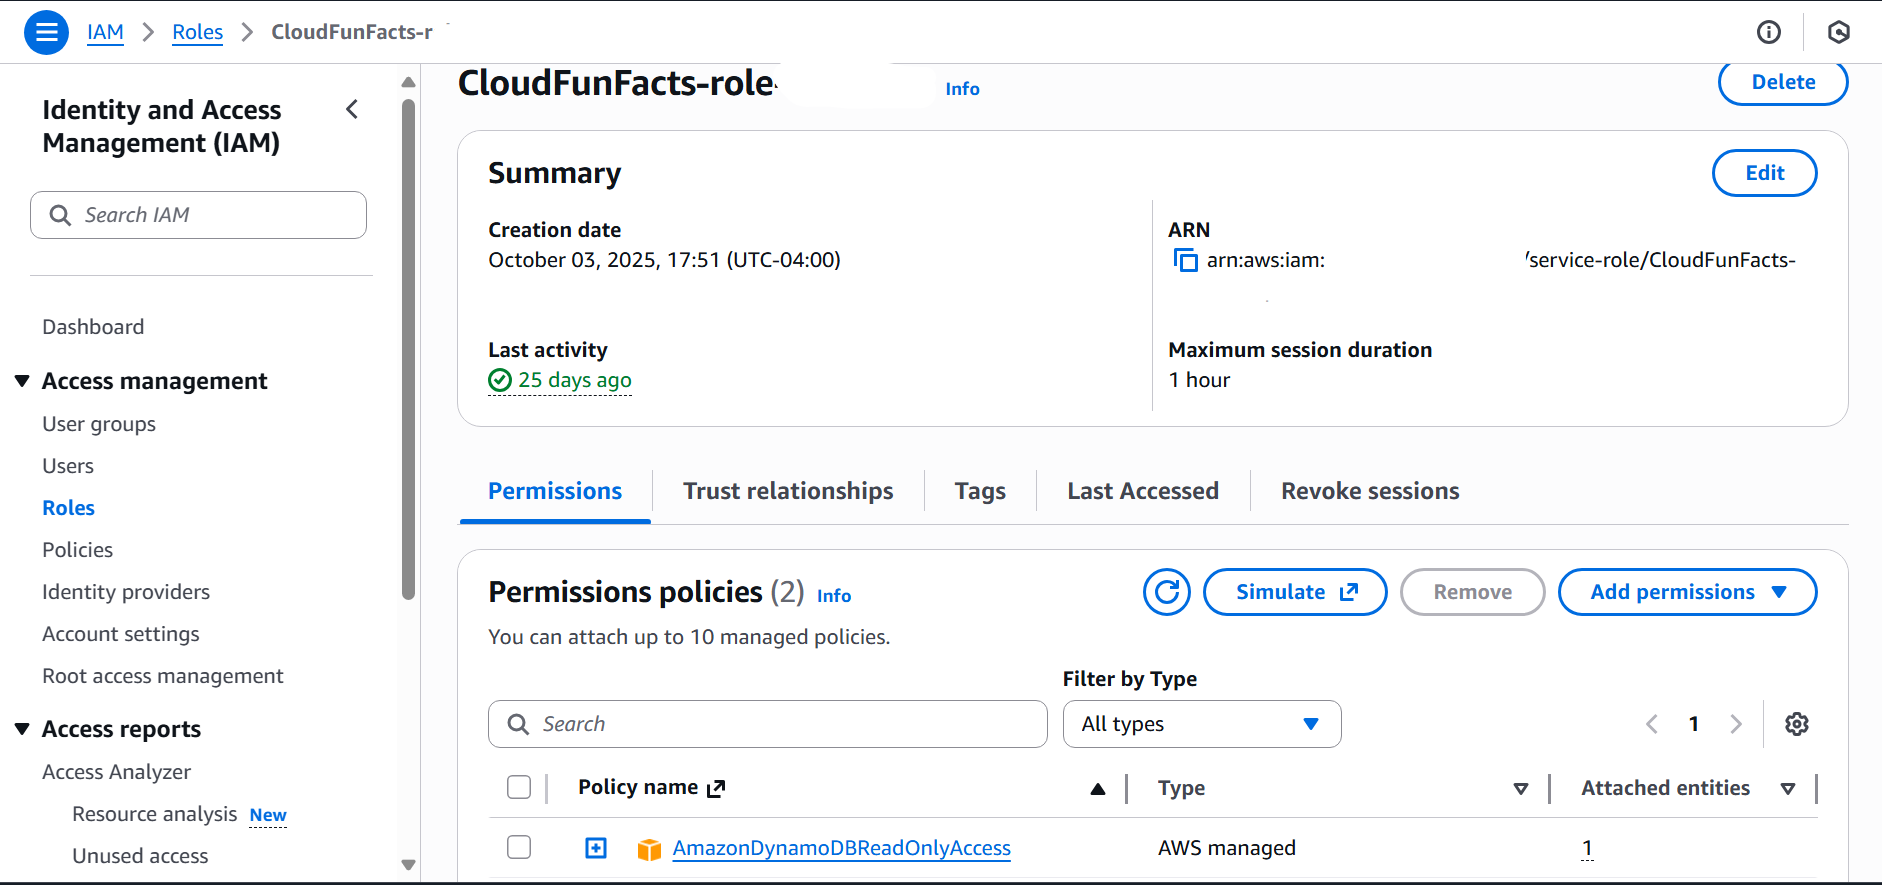 IAM > Roles > CloudFunFacts-r
Identity and Access
Management (IAM)
Search IAM
Dashboard
Access management
User groups
Users
Roles
Policies
Identity providers
Account settings
Root access management
Access reports
Access Analyzer
Resource analysis New
Unused access
CloudFunFacts-role- Info
Delete
Summary
Edit
Creation date
October 03, 2025, 17:51 (UTC-04:00)
ARN
arn:aws:iam: /service-role/CloudFunFacts-
Last activity
25 days ago
Maximum session duration
1 hour
Permissions Trust relationships Tags Last Accessed Revoke sessions
Permissions policies (2) Info
Simulate Remove Add permissions
You can attach up to 10 managed policies.
Filter by Type
Search All types 1
Policy name Type Attached entities
AmazonDynamoDBReadOnlyAccess AWS managed 1